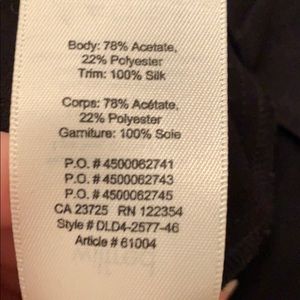 Body: 78% Acetate,
22% Polyester
Trim: 100% Silk
Corps: 78% Acétate,
22% Polyester
Garniture: 100% Soie
P.O. # 4500062741
P.O. # 4500062743
P.O. # 4500062745
CA 23725 RN 122354
Style # DLD4-2577-46
Article # 61004